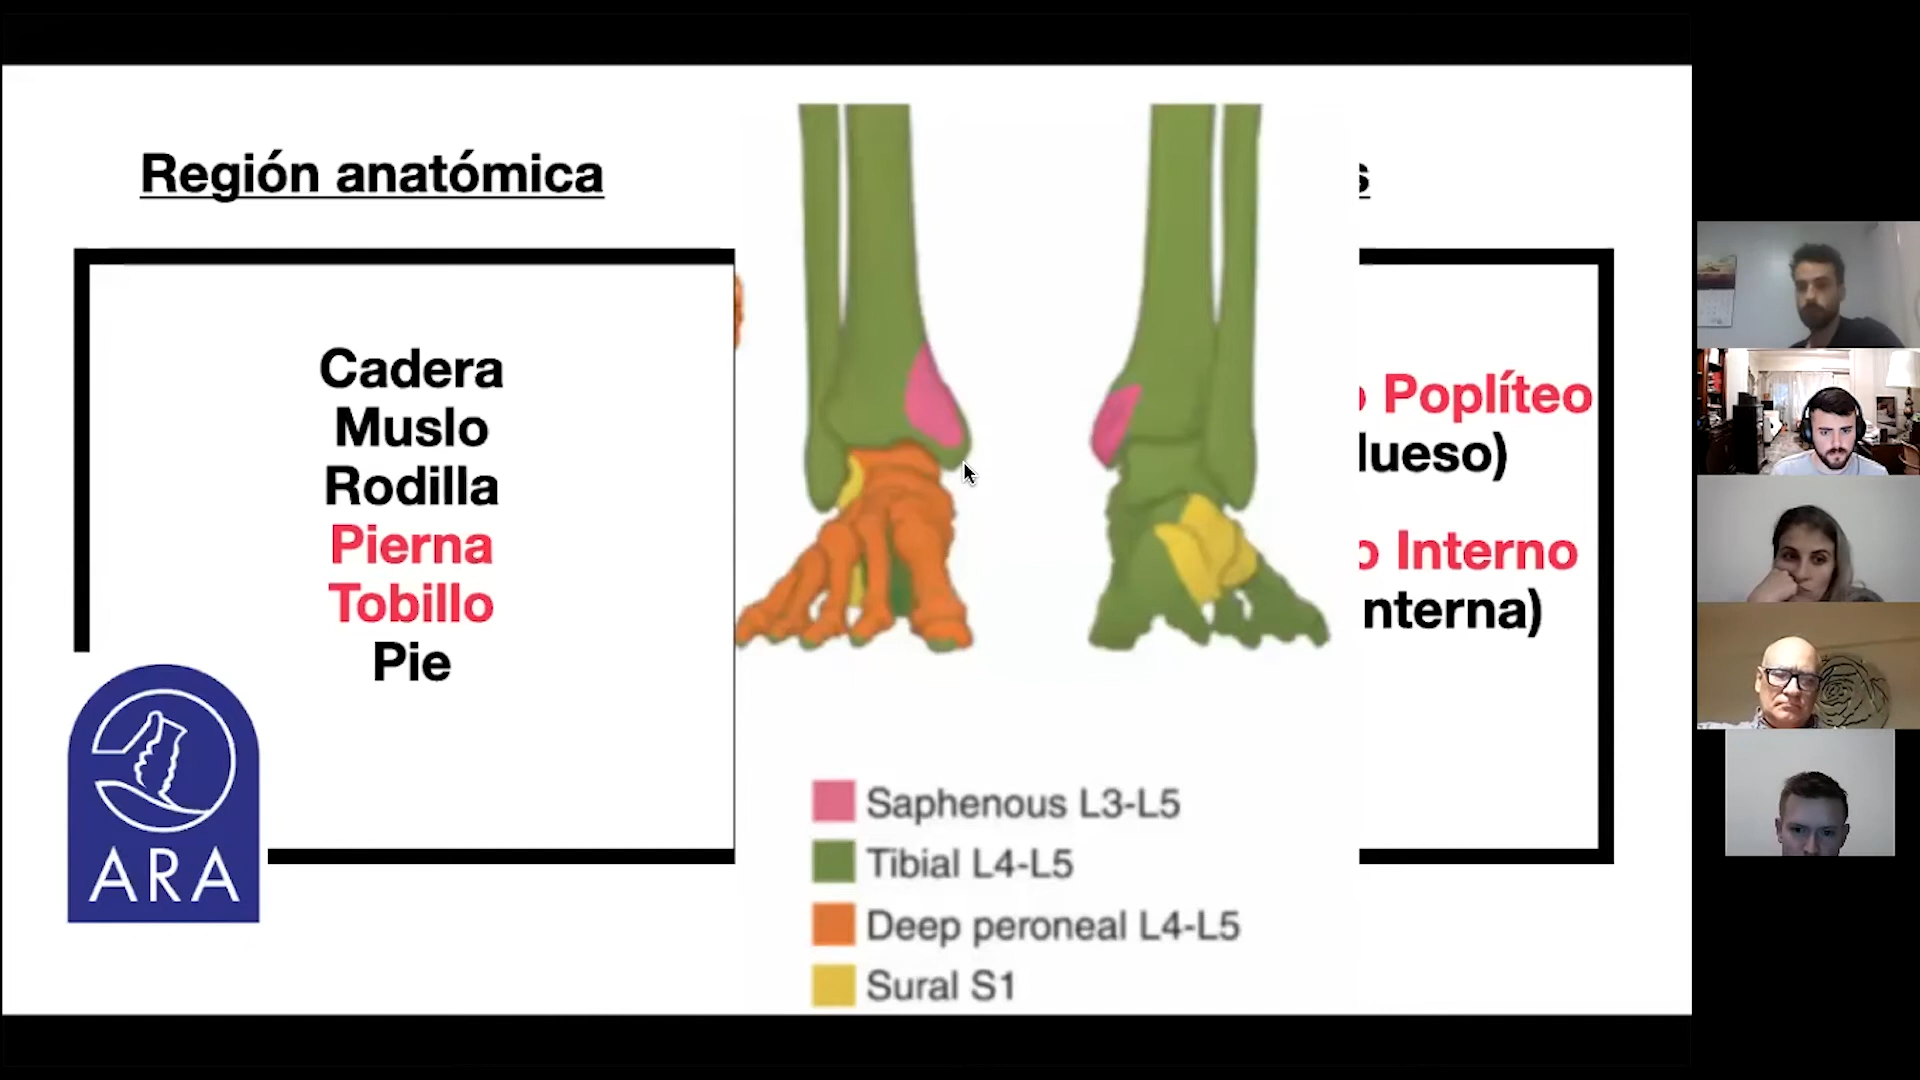 Región anatómica
s
Cadera
Muslo
Rodilla
Pierna
Tobillo
Pie
Poplíteo
lueso)
o Interno
nterna)
Saphenous L3-L5
Tibial L4-L5
Deep peroneal L4-L5
Sural S1
ARA